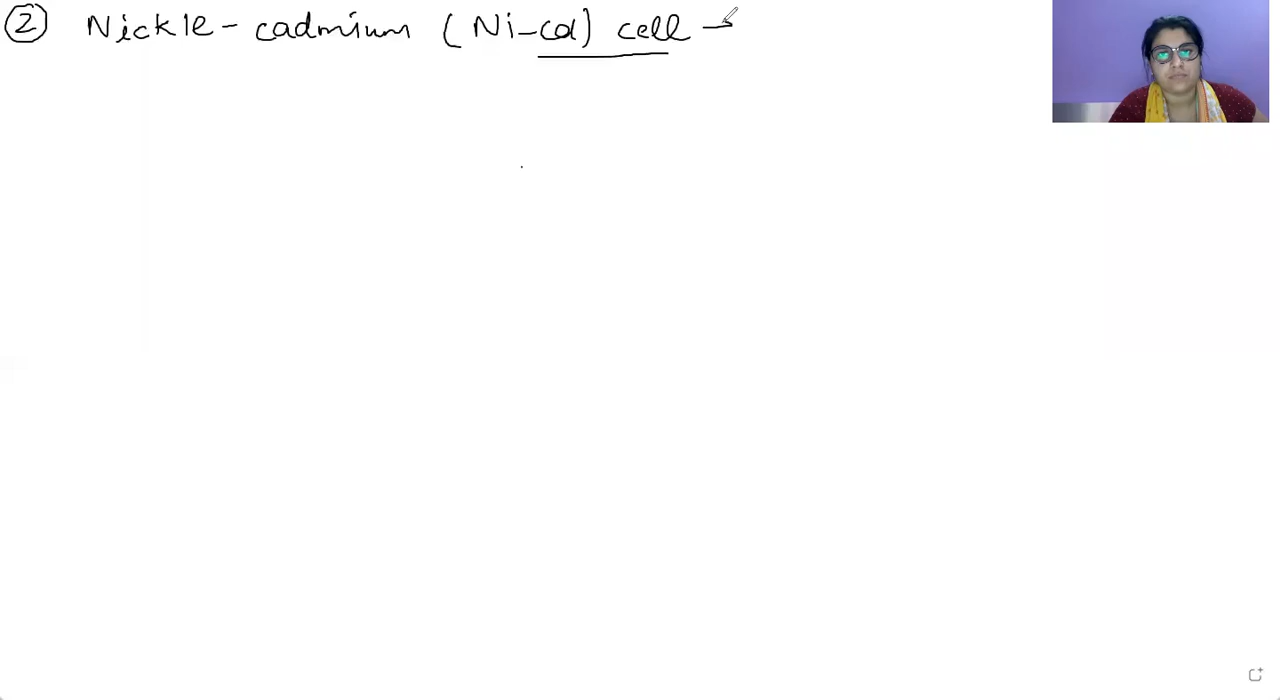 ② Nickle - cadmium (Ni-cd) cell →